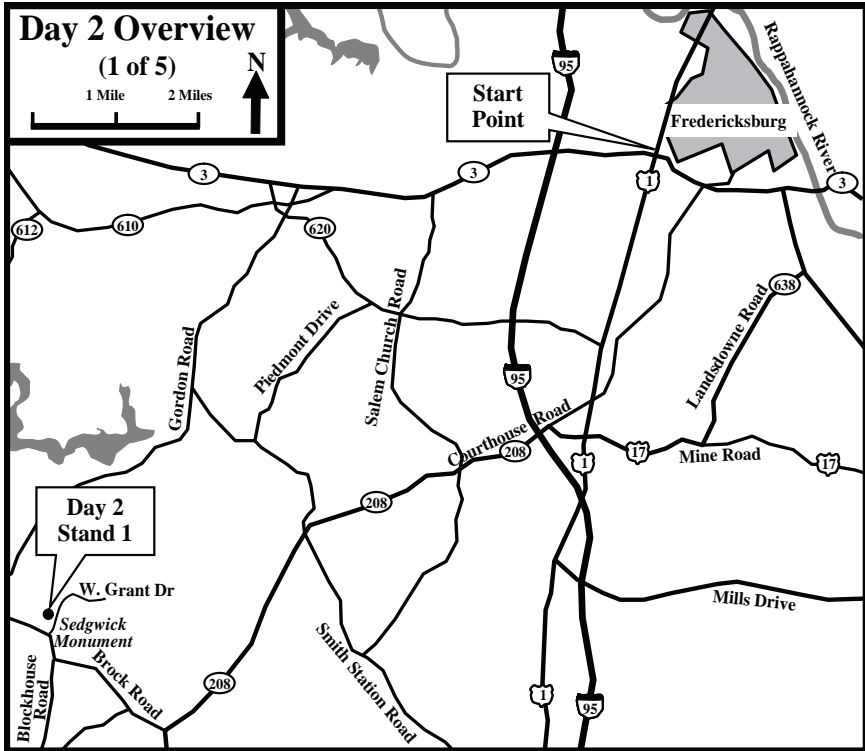 Day 2 Overview
(1 of 5)
N
1 Mile
2 Miles
95
Start
Point
Fredericksburg
Rappahannock River
3
3
1
3
612
610
620
638
Gordon Road
Piedmont Drive
Salem Church Road
Landsdowne Road
95
Courthouse Road
208
1
17
Mine Road
17
208
Day 2
Stand 1
W. Grant Dr
Sedgwick
Monument
Mills Drive
Blockhouse
Road
Brock Road
208
Smith Station Road
1
95